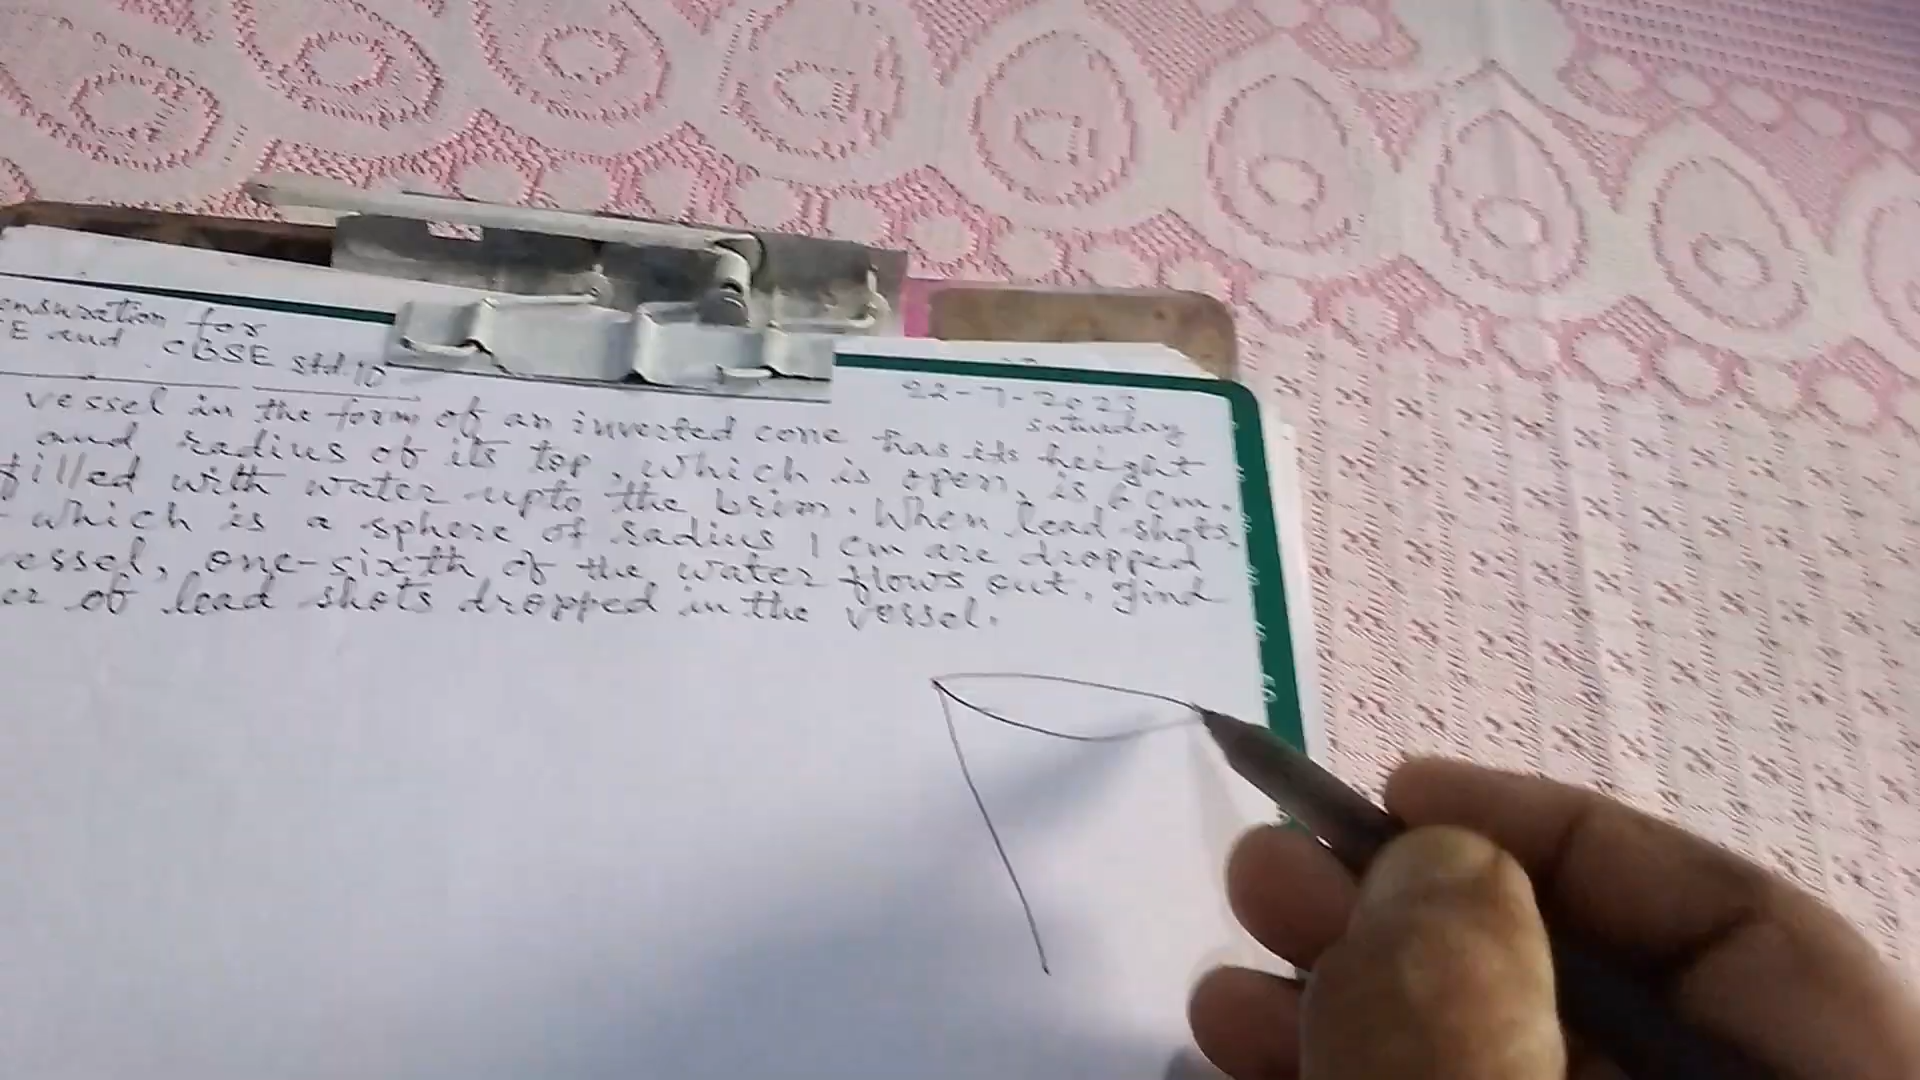 ensuration for
E and CBSE std.10
22-7-2023
Saturday
vessel in the form of an inverted cone has its height
and radius of its top, which is open, is 6 cm.
filled with water upto the brim. When lead shots,
which is a sphere of radius 1 cm are dropped
essel, one-sixth of the water flows out. find
er of lead shots dropped in the vessel.